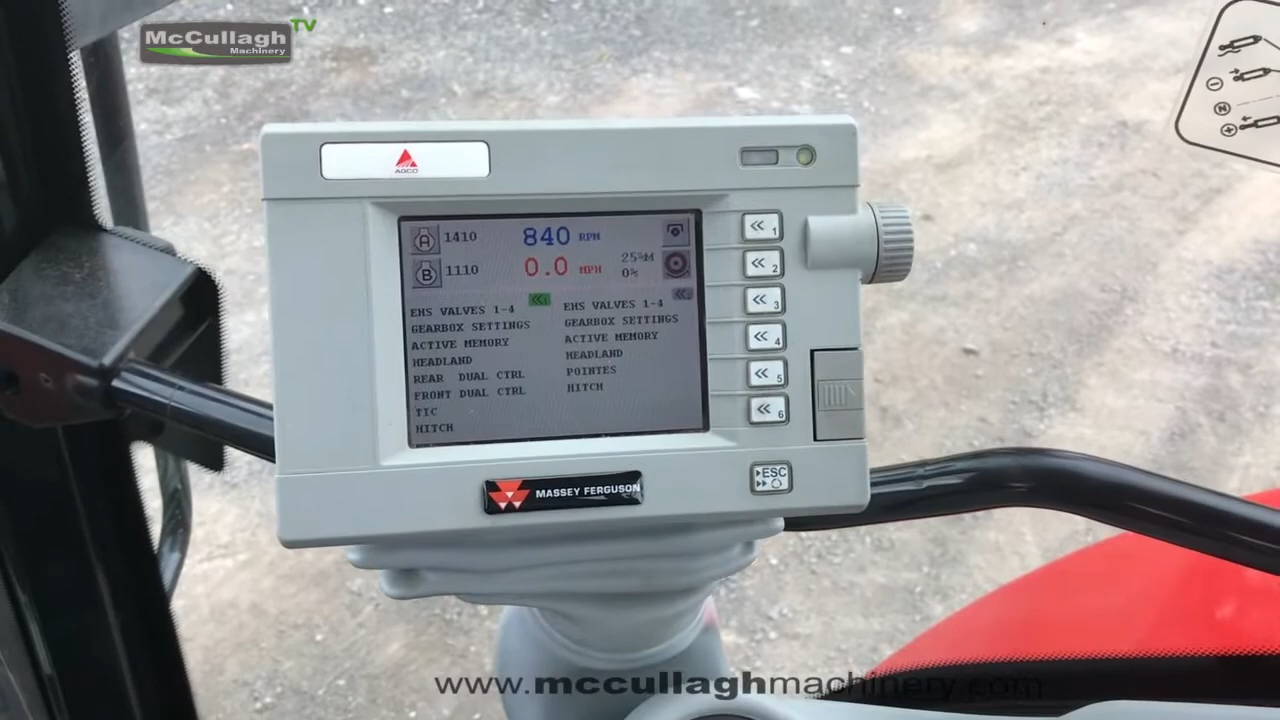 McCullagh TV
Machinery
AGCO
A 1410 840 RPM
B 1110 0.0 MPH
25%M
0%
EHS VALVES 1-4
GEARBOX SETTINGS
ACTIVE MEMORY
HEADLAND
REAR DUAL CTRL
FRONT DUAL CTRL
TIC
HITCH
EHS VALVES 1-4
GEARBOX SETTINGS
ACTIVE MEMORY
HEADLAND
POINTES
HITCH
1
2
3
4
5
6
ESC
MASSEY FERGUSON
N
www.mccullaghmachinery.com